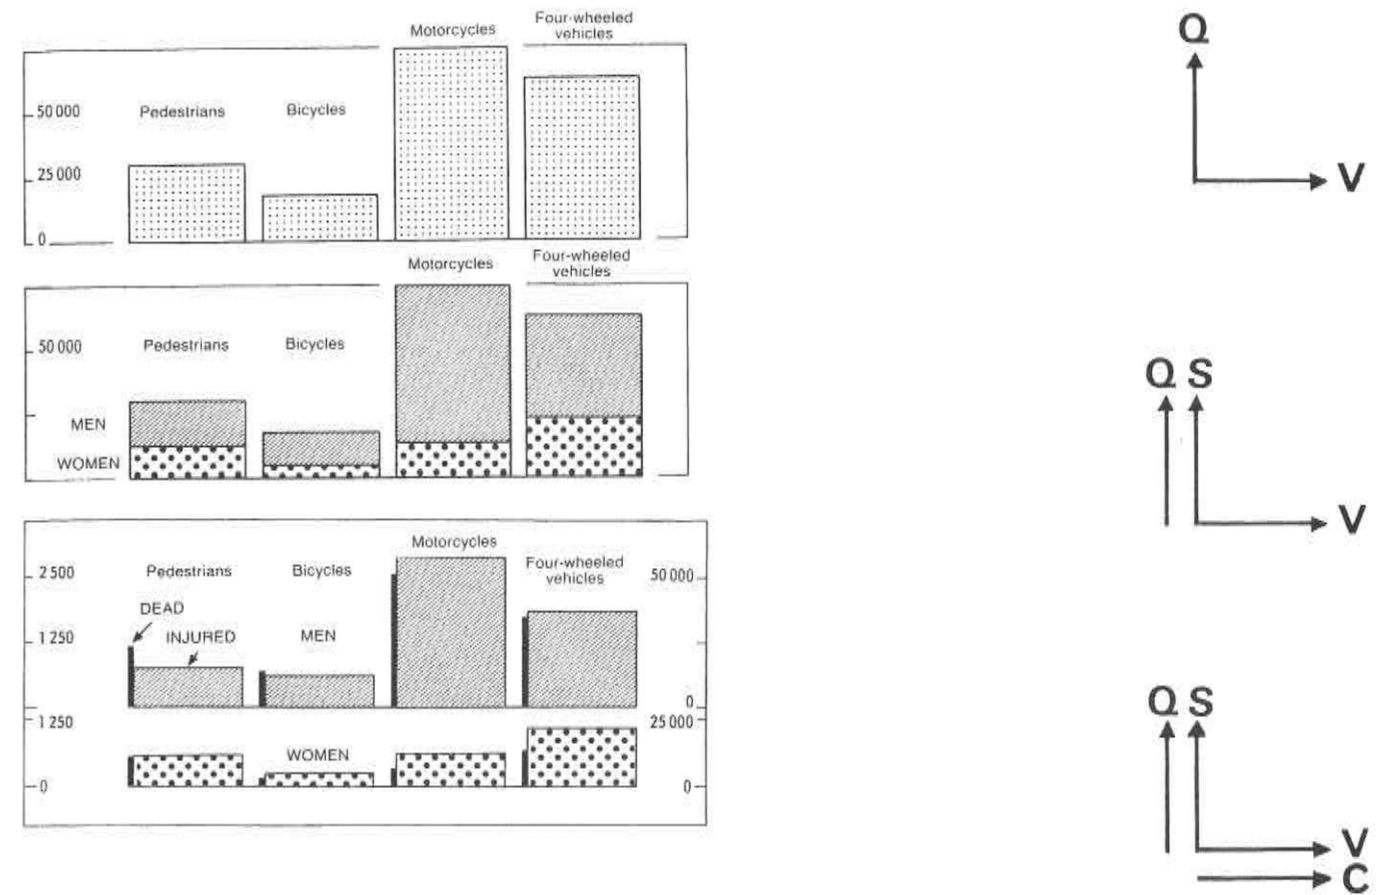 Motorcycles
Four-wheeled
vehicles
Q
50 000
Pedestrians
Bicycles
25 000
V
0
Motorcycles
Four-wheeled
vehicles
50 000
Pedestrians
Bicycles
Q S
MEN
WOMEN
V
Motorcycles
2 500
Pedestrians
Bicycles
Four-wheeled
vehicles
50 000
DEAD
1 250
INJURED
MEN
0
Q S
1 250
25 000
WOMEN
0
0
V
C